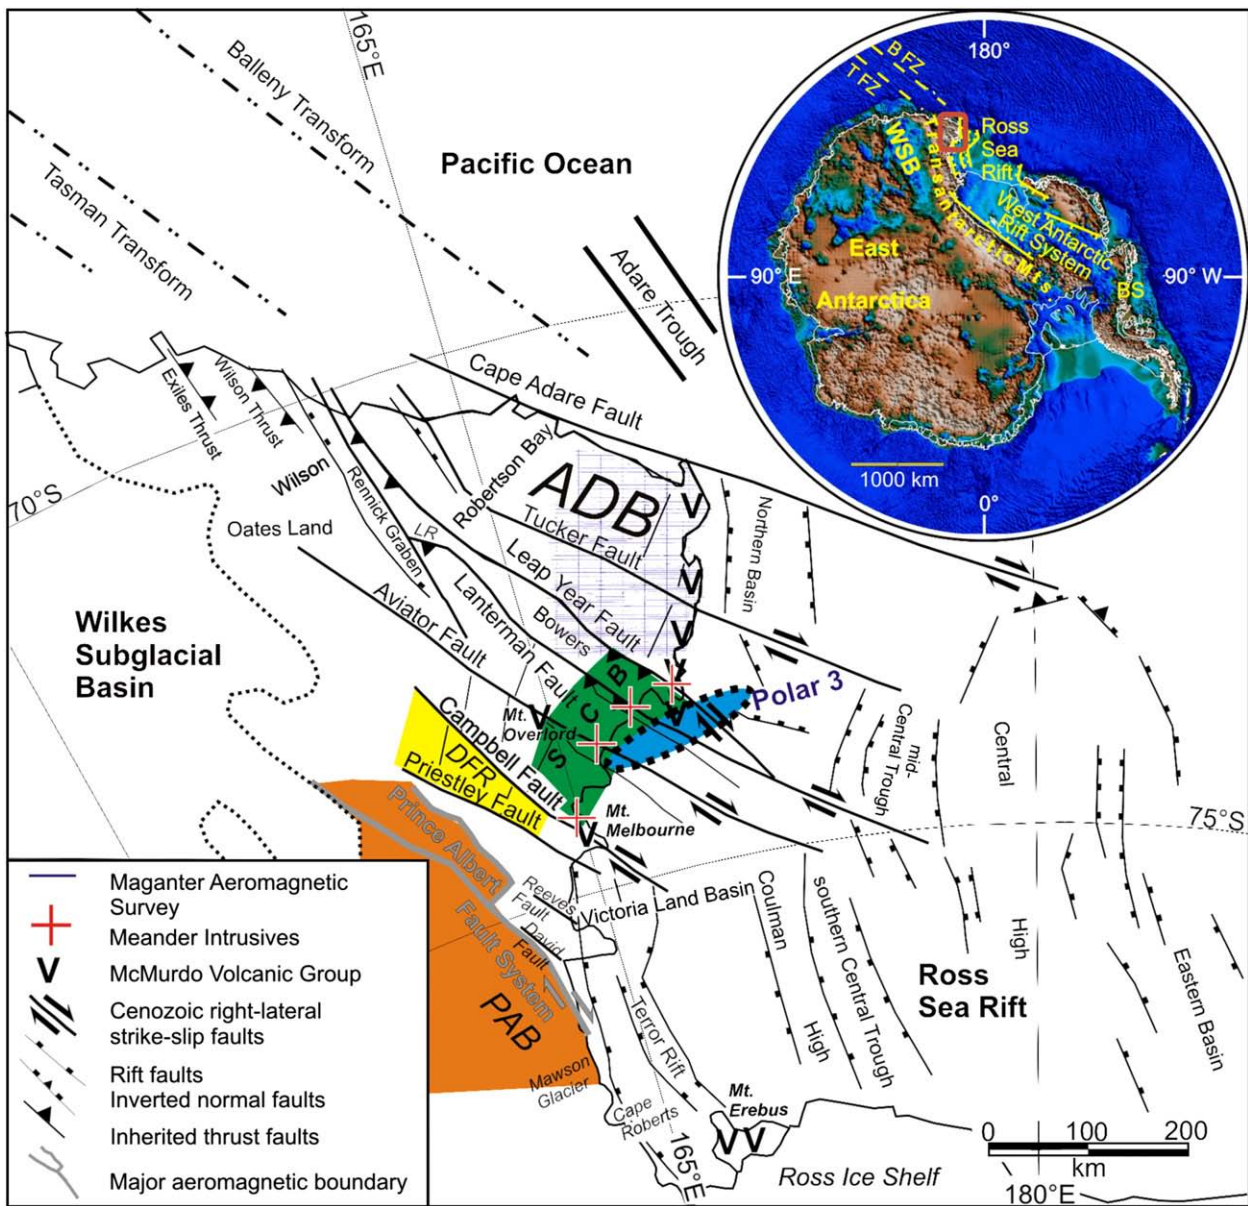 165°E
Balleny Transform
Tasman Transform
Pacific Ocean
Adare Trough
180°
B FZ
T FZ
WSB
Transantarctic Mts
Ross
Sea
Rift
West Antarctic
Rift System
East
Antarctica
90° E
90° W
BS
1000 km
0°
Cape Adare Fault
Exiles Thrust
Wilson Thrust
Wilson
Rennick Graben
Robertson Bay
ADB
Tucker Fault
Northern Basin
70°S
Oates Land
LR
Leap Year Fault
Lanterman Fault
Bowers
Aviator Fault
Wilkes
Subglacial
Basin
Mt.
Overlord
S C B
Polar 3
Campbell Fault
DFR
Priestley Fault
Mt.
Melbourne
mid-
Central Trough
Central
High
75°S
Prince Albert
Fault System
PAB
Reeves
Fault
David
Fault
Victoria Land Basin
Coulman
High
southern Central Trough
Ross
Sea Rift
Eastern Basin
Terror Rift
Mawson
Glacier
Cape
Roberts
Mt.
Erebus
165°E
Ross Ice Shelf
0 100 200
km
180°E
Maganter Aeromagnetic
Survey
Meander Intrusives
V McMurdo Volcanic Group
Cenozoic right-lateral
strike-slip faults
Rift faults
Inverted normal faults
Inherited thrust faults
Major aeromagnetic boundary